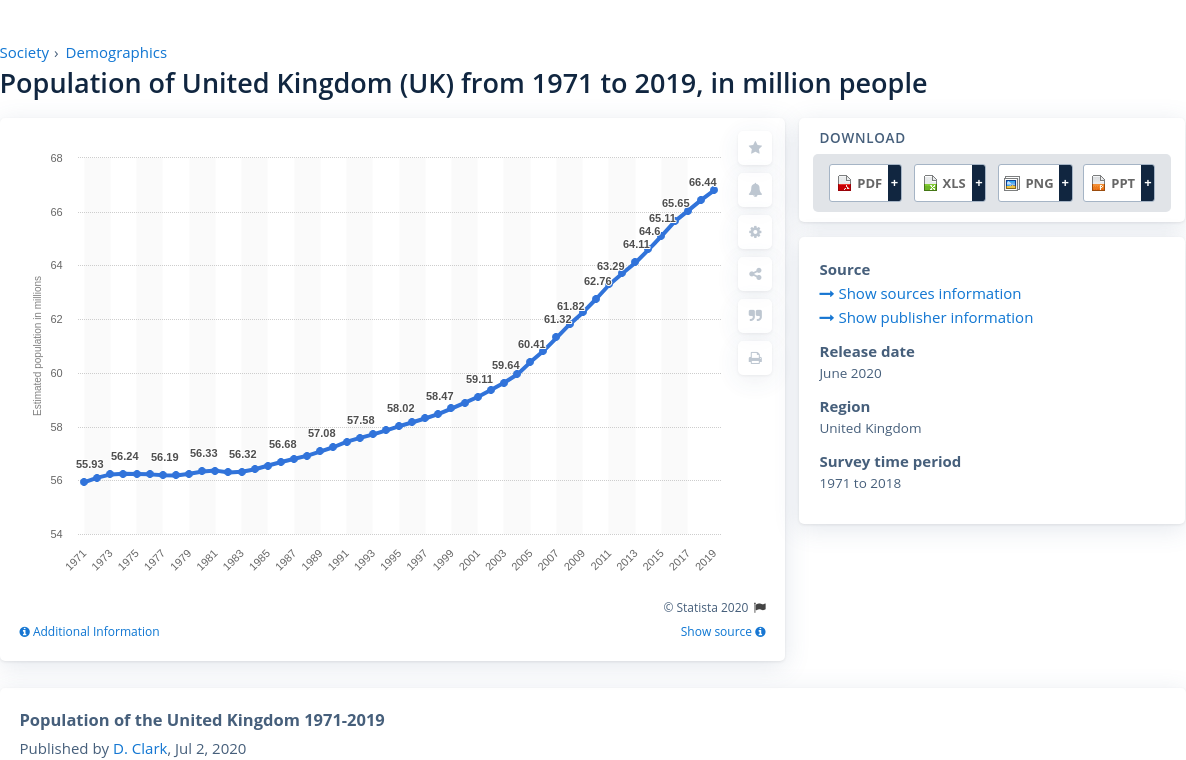 Society › Demographics
Population of United Kingdom (UK) from 1971 to 2019, in million people
68
66
64
62
60
58
56
54
Estimated population in millions
55.93
56.24
56.19
56.33
56.32
56.68
57.08
57.58
58.02
58.47
59.11
59.64
60.41
61.32
61.82
62.76
63.29
64.11
64.6
65.11
65.65
66.44
1971
1973
1975
1977
1979
1981
1983
1985
1987
1989
1991
1993
1995
1997
1999
2001
2003
2005
2007
2009
2011
2013
2015
2017
2019
© Statista 2020
Additional Information
Show source
DOWNLOAD
PDF + XLS + PNG + PPT +
Source
Show sources information
Show publisher information
Release date
June 2020
Region
United Kingdom
Survey time period
1971 to 2018
Population of the United Kingdom 1971-2019
Published by D. Clark, Jul 2, 2020